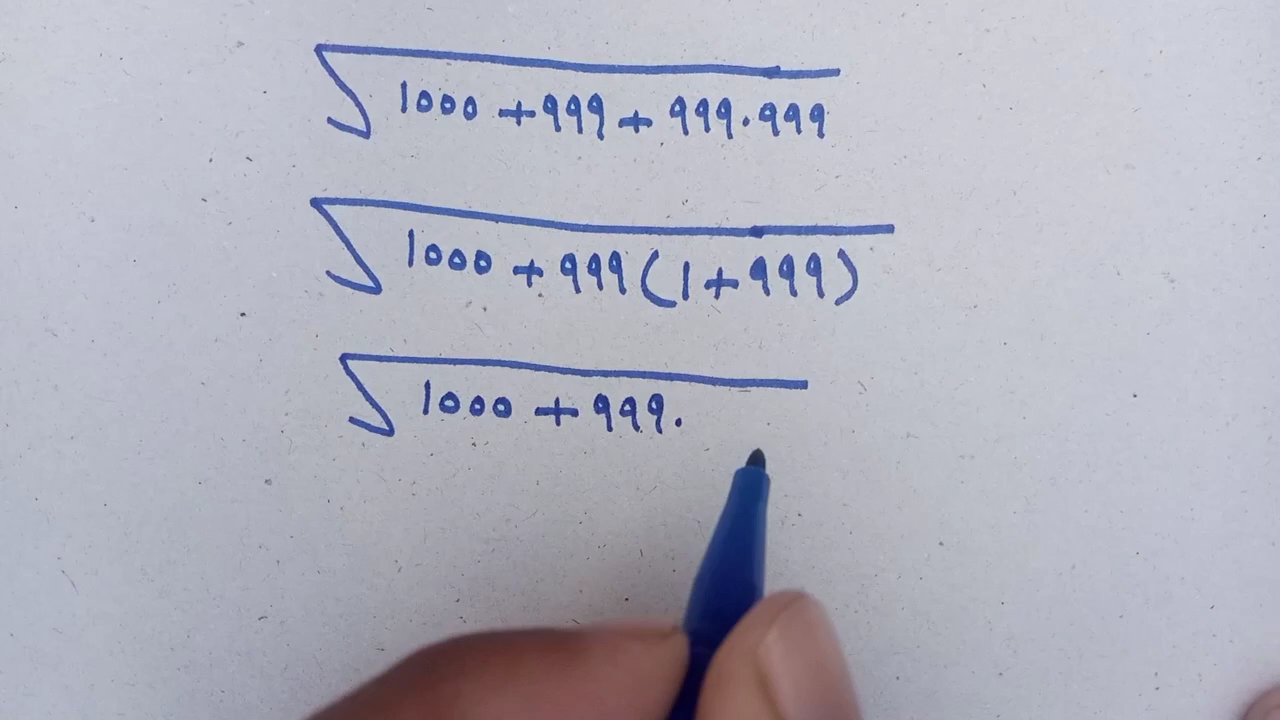 √1000 + 999 + 999.999
√1000 + 999(1 + 999)
√1000 + 999.